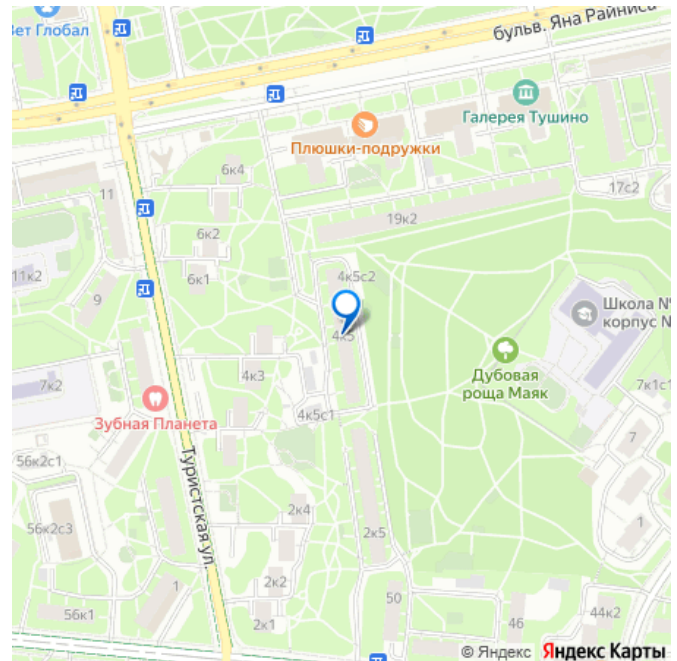 Вет Глобал
бульв. Яна Райниса
Галерея Тушино
Плюшки-подружки
6к4
11
17с2
19к2
6к2
11к2
6к1
4к5с2
9
Школа №
корпус №
4к5
4к3
Дубовая
роща Маяк
7к2
7к1с1
Зубная Планета
4к5с1
7
Туристская ул.
56к2с1
2к4
56к2с3
2к5
1
2к2
1
50
56к1
2к1
46
44к2
© Яндекс Яндекс Карты